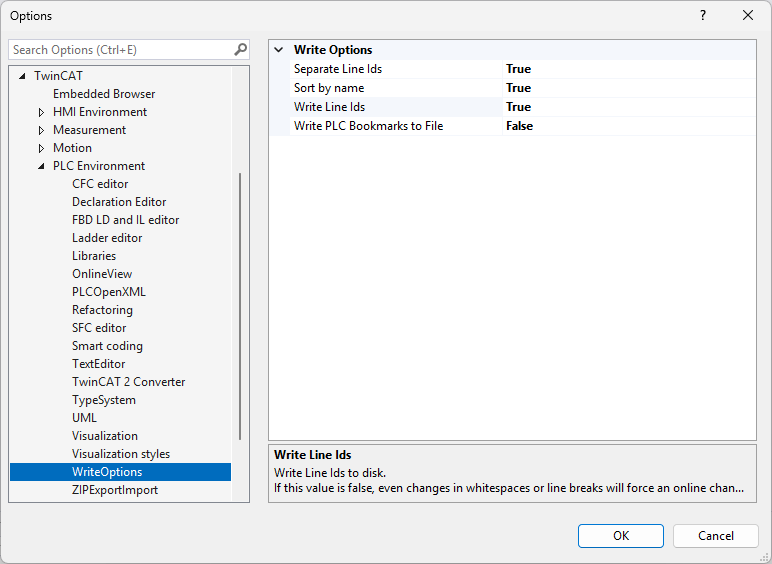 Options
?
Search Options (Ctrl+E)
TwinCAT
Embedded Browser
HMI Environment
Measurement
Motion
PLC Environment
CFC editor
Declaration Editor
FBD LD and IL editor
Ladder editor
Libraries
OnlineView
PLCOpenXML
Refactoring
SFC editor
Smart coding
TextEditor
TwinCAT 2 Converter
TypeSystem
UML
Visualization
Visualization styles
WriteOptions
ZIPExportImport
Write Options
Separate Line Ids True
Sort by name True
Write Line Ids True
Write PLC Bookmarks to File False
Write Line Ids
Write Line Ids to disk.
If this value is false, even changes in whitespaces or line breaks will force an online chan...
OK Cancel